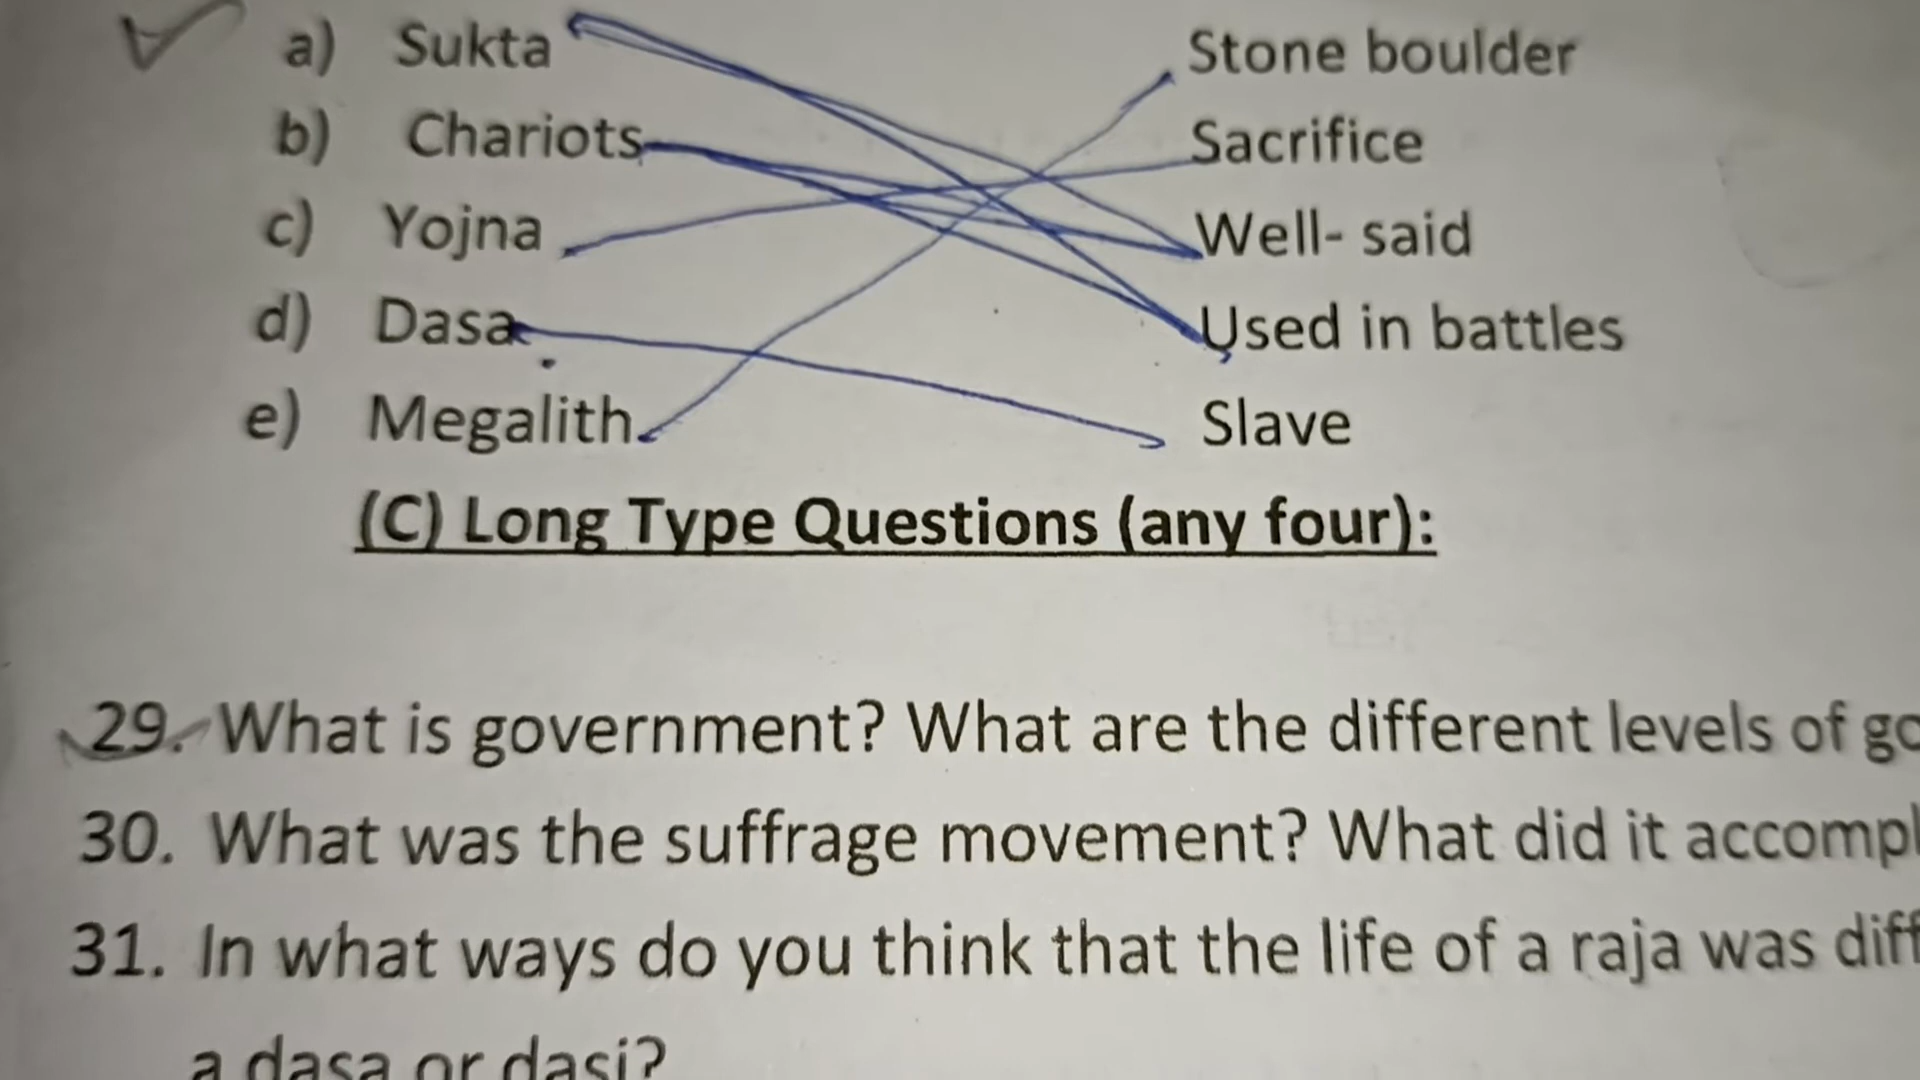 a) Sukta Stone boulder
b) Chariots Sacrifice
c) Yojna Well- said
d) Dasa Used in battles
e) Megalith Slave
(C) Long Type Questions (any four):
29. What is government? What are the different levels of go
30. What was the suffrage movement? What did it accompl
31. In what ways do you think that the life of a raja was diff
a dasa or dasi?